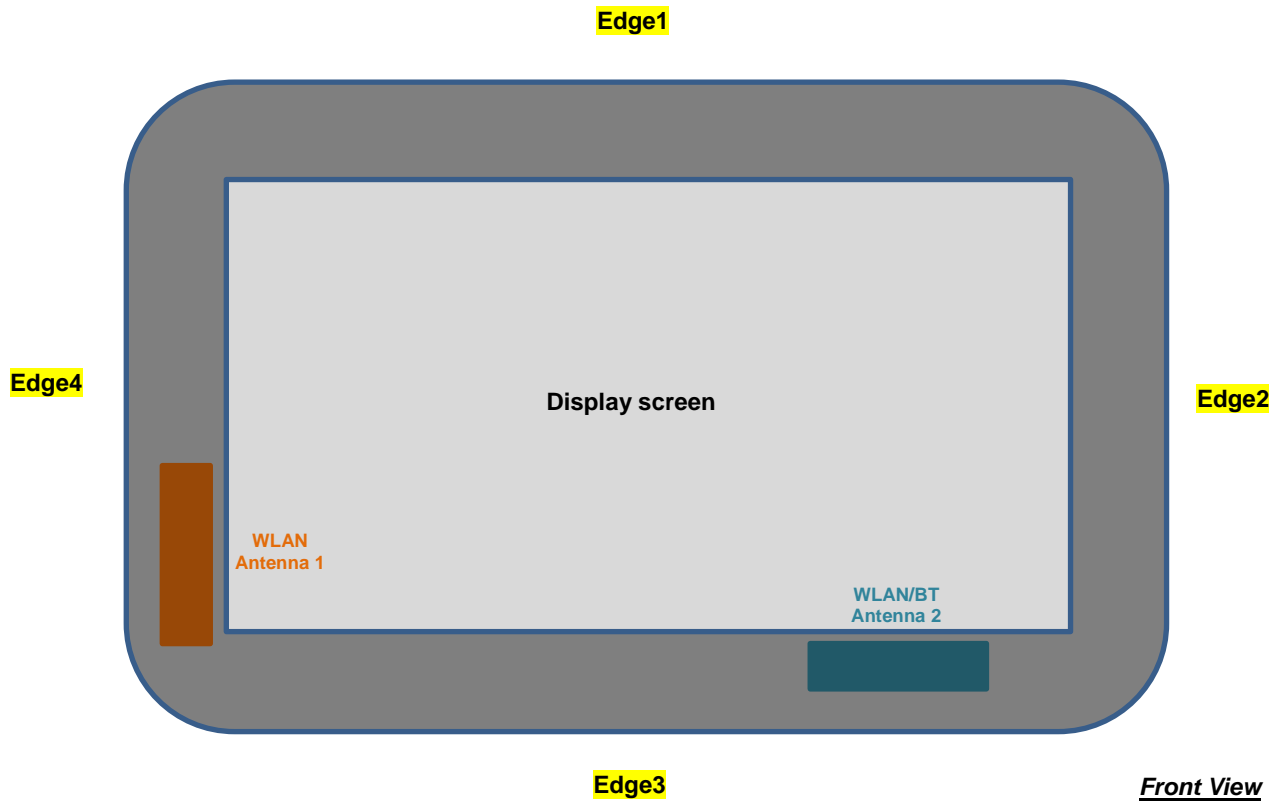 Edge1
Edge4
Display screen
Edge2
WLAN
Antenna 1
WLAN/BT
Antenna 2
Edge3
Front View